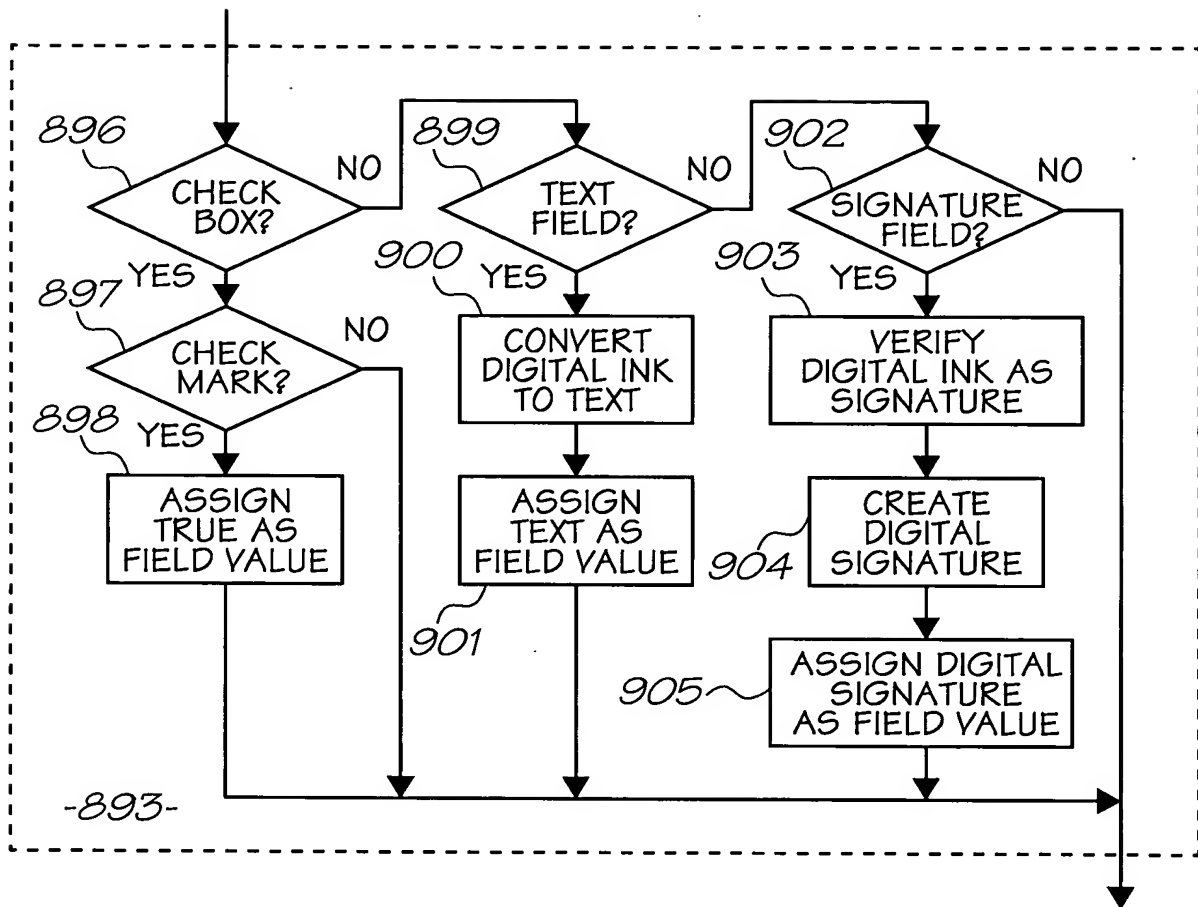 896
CHECK
BOX?
NO
YES
897
CHECK
MARK?
NO
YES
898
ASSIGN
TRUE AS
FIELD VALUE
899
TEXT
FIELD?
NO
YES
900
CONVERT
DIGITAL INK
TO TEXT
ASSIGN
TEXT AS
FIELD VALUE
901
902
SIGNATURE
FIELD?
NO
YES
903
VERIFY
DIGITAL INK AS
SIGNATURE
CREATE
DIGITAL
SIGNATURE
904
ASSIGN DIGITAL
SIGNATURE
AS FIELD VALUE
905
-893-